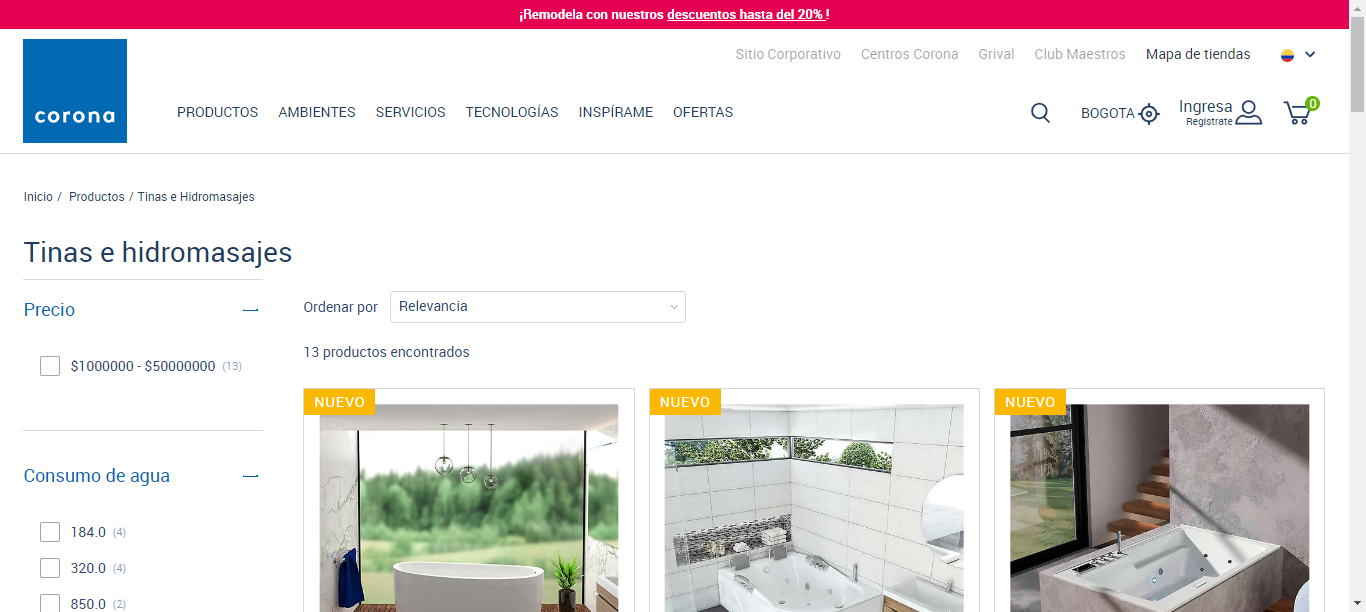 ¡Remodela con nuestros descuentos hasta del 20% !
Sitio Corporativo Centros Corona Grival Club Maestros Mapa de tiendas
corona
PRODUCTOS AMBIENTES SERVICIOS TECNOLOGÍAS INSPÍRAME OFERTAS
BOGOTA
Ingresa
Regístrate
0
Inicio / Productos / Tinas e Hidromasajes
Tinas e hidromasajes
Precio
Ordenar por Relevancia
13 productos encontrados
$1000000 - $50000000 (13)
NUEVO NUEVO NUEVO
Consumo de agua
184.0 (4)
320.0 (4)
850.0 (2)